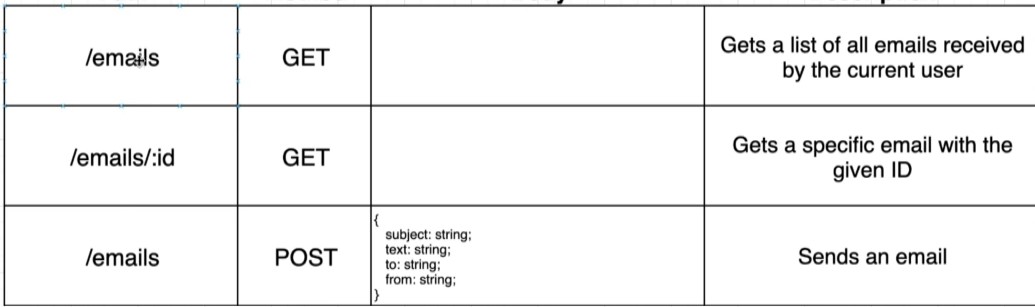 /emails
GET
Gets a list of all emails received
by the current user
/emails/:id
GET
Gets a specific email with the
given ID
/emails
POST
{
subject: string;
text: string;
to: string;
from: string;
}
Sends an email